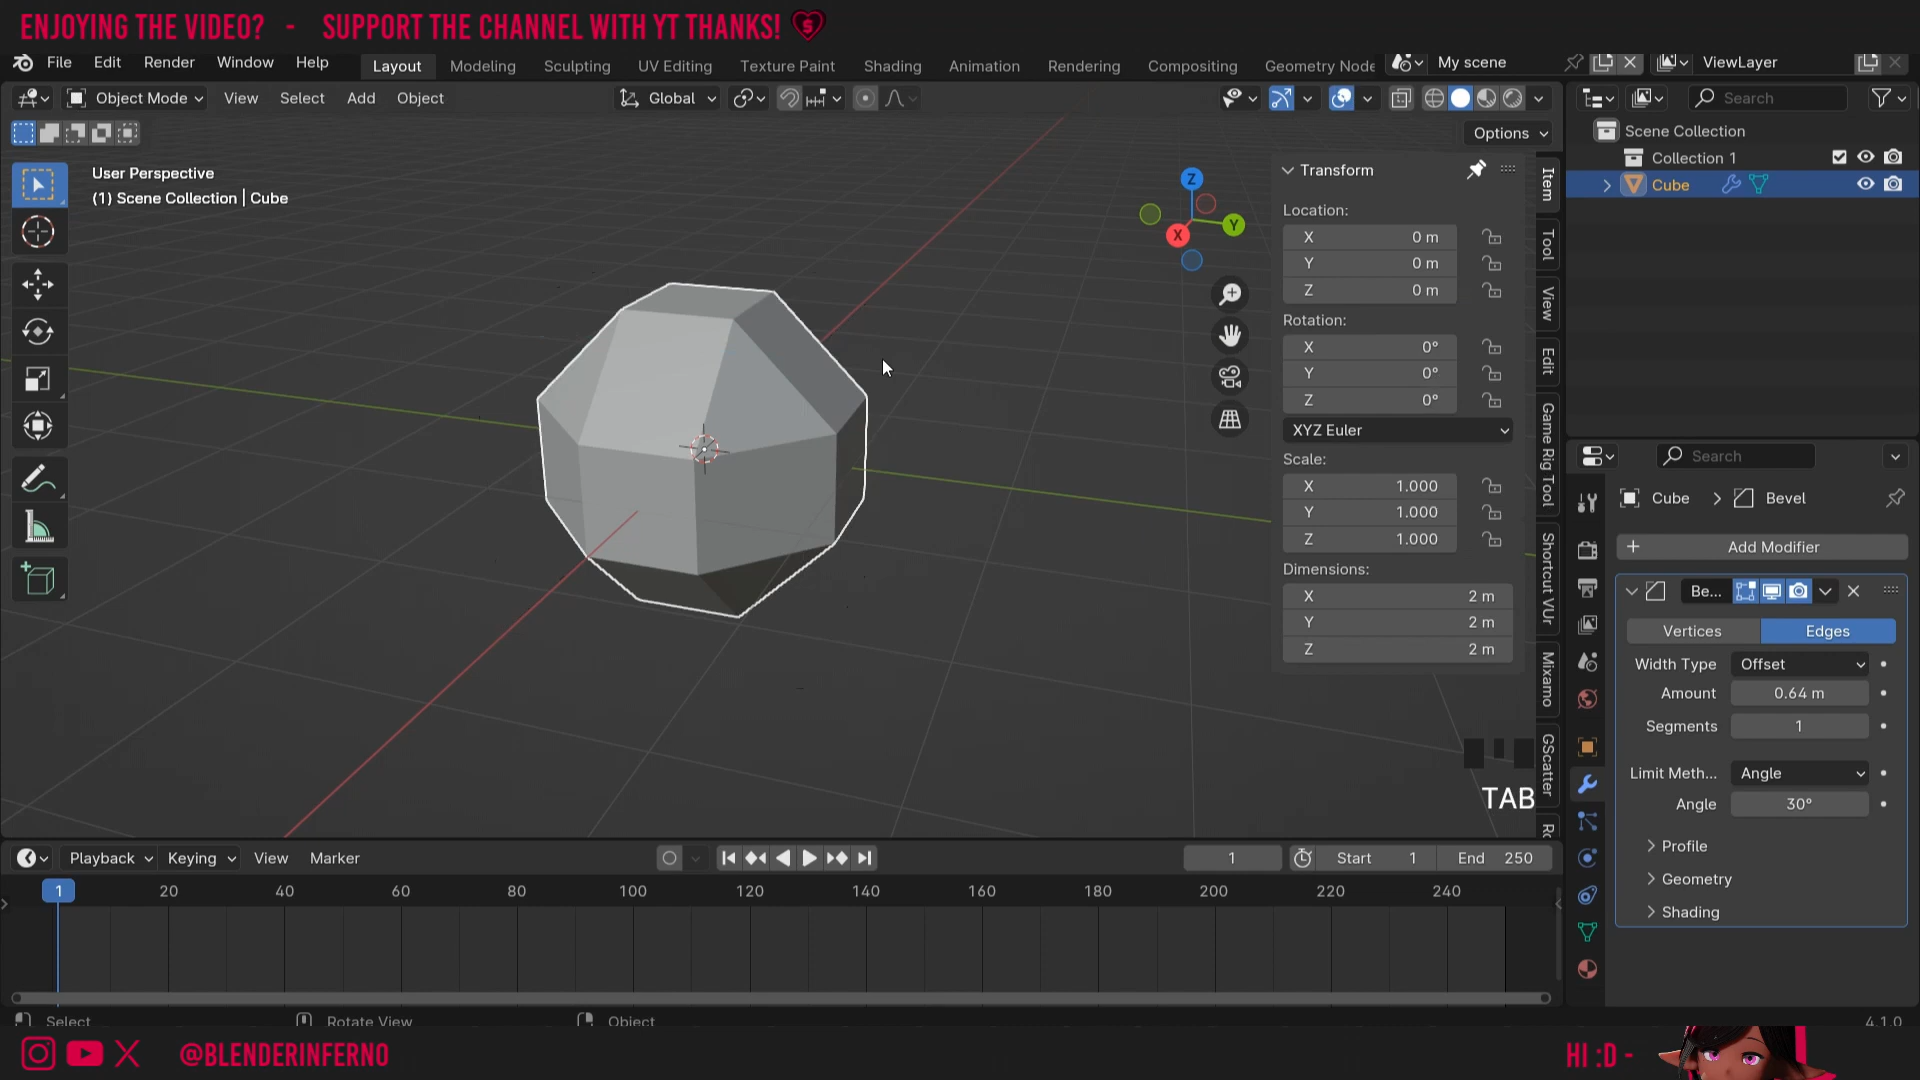 ENJOYING THE VIDEO? - SUPPORT THE CHANNEL WITH YT THANKS!
File Edit Render Window Help Layout Modeling Sculpting UV Editing Texture Paint Shading Animation Rendering Compositing Geometry Node My scene ViewLayer
Object Mode View Select Add Object Global Search
Options
Scene Collection
Collection 1
Cube
User Perspective
(1) Scene Collection | Cube
Z
Y
X
Transform
Location:
X 0 m
Y 0 m
Z 0 m
Rotation:
X 0°
Y 0°
Z 0°
XYZ Euler
Scale:
X 1.000
Y 1.000
Z 1.000
Dimensions:
X 2 m
Y 2 m
Z 2 m
Item
Tool
View
Edit
Game Rig Tool
Shortcut VUr
Mixamo
GScatter
Rc
TAB
Search
Cube > Bevel
Add Modifier
Be...
Vertices Edges
Width Type Offset
Amount 0.64 m
Segments 1
Limit Meth... Angle
Angle 30°
Profile
Geometry
Shading
Playback Keying View Marker 1 Start 1 End 250
1 20 40 60 80 100 120 140 160 180 200 220 240
Select Rotate View Object 4.1.0
@BLENDERINFERNO HI :D -